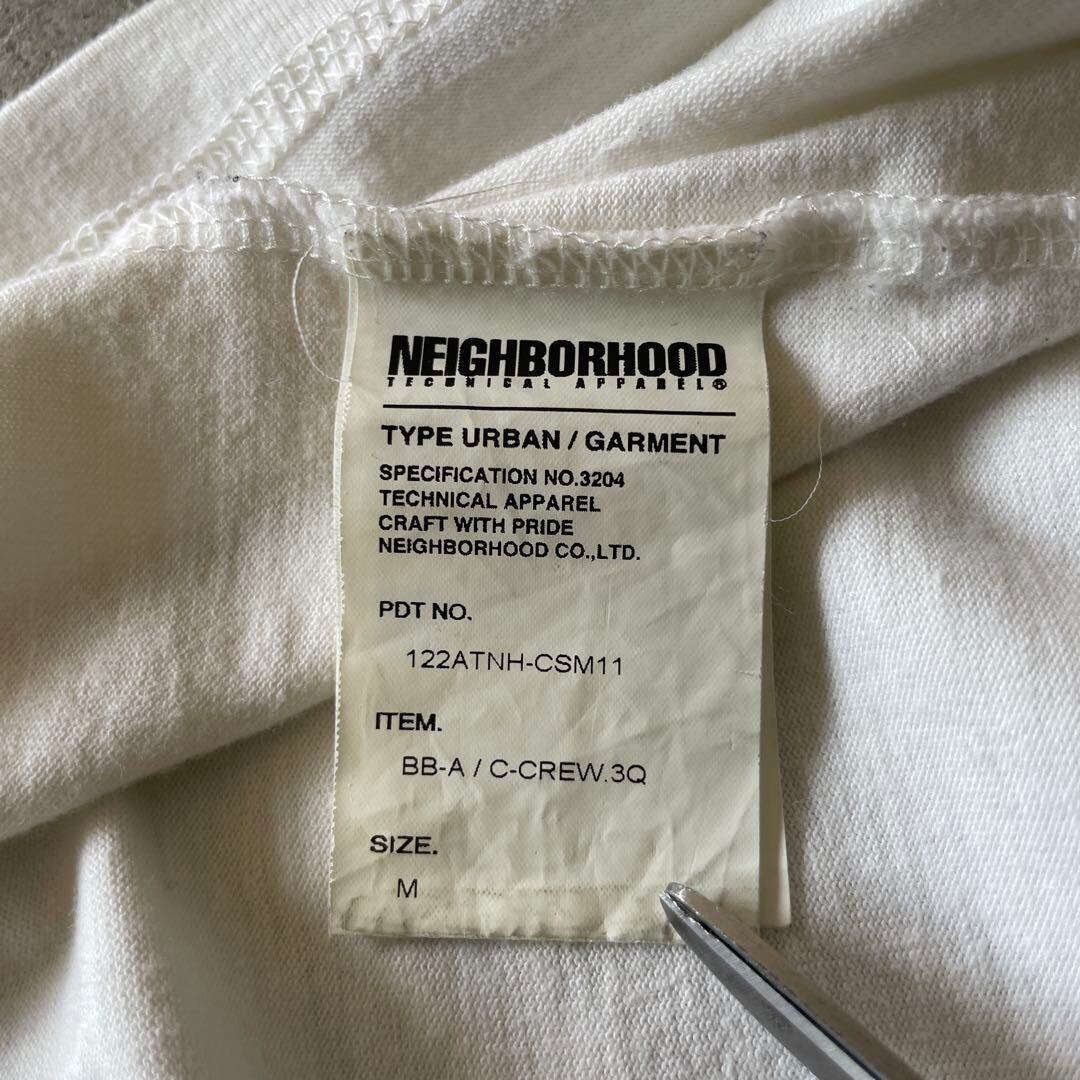 NEIGHBORHOOD
TECHNICAL APPAREL®
TYPE URBAN / GARMENT
SPECIFICATION NO.3204
TECHNICAL APPAREL
CRAFT WITH PRIDE
NEIGHBORHOOD CO.,LTD.
PDT NO.
122ATNH-CSM11
ITEM.
BB-A / C-CREW.3Q
SIZE.
M